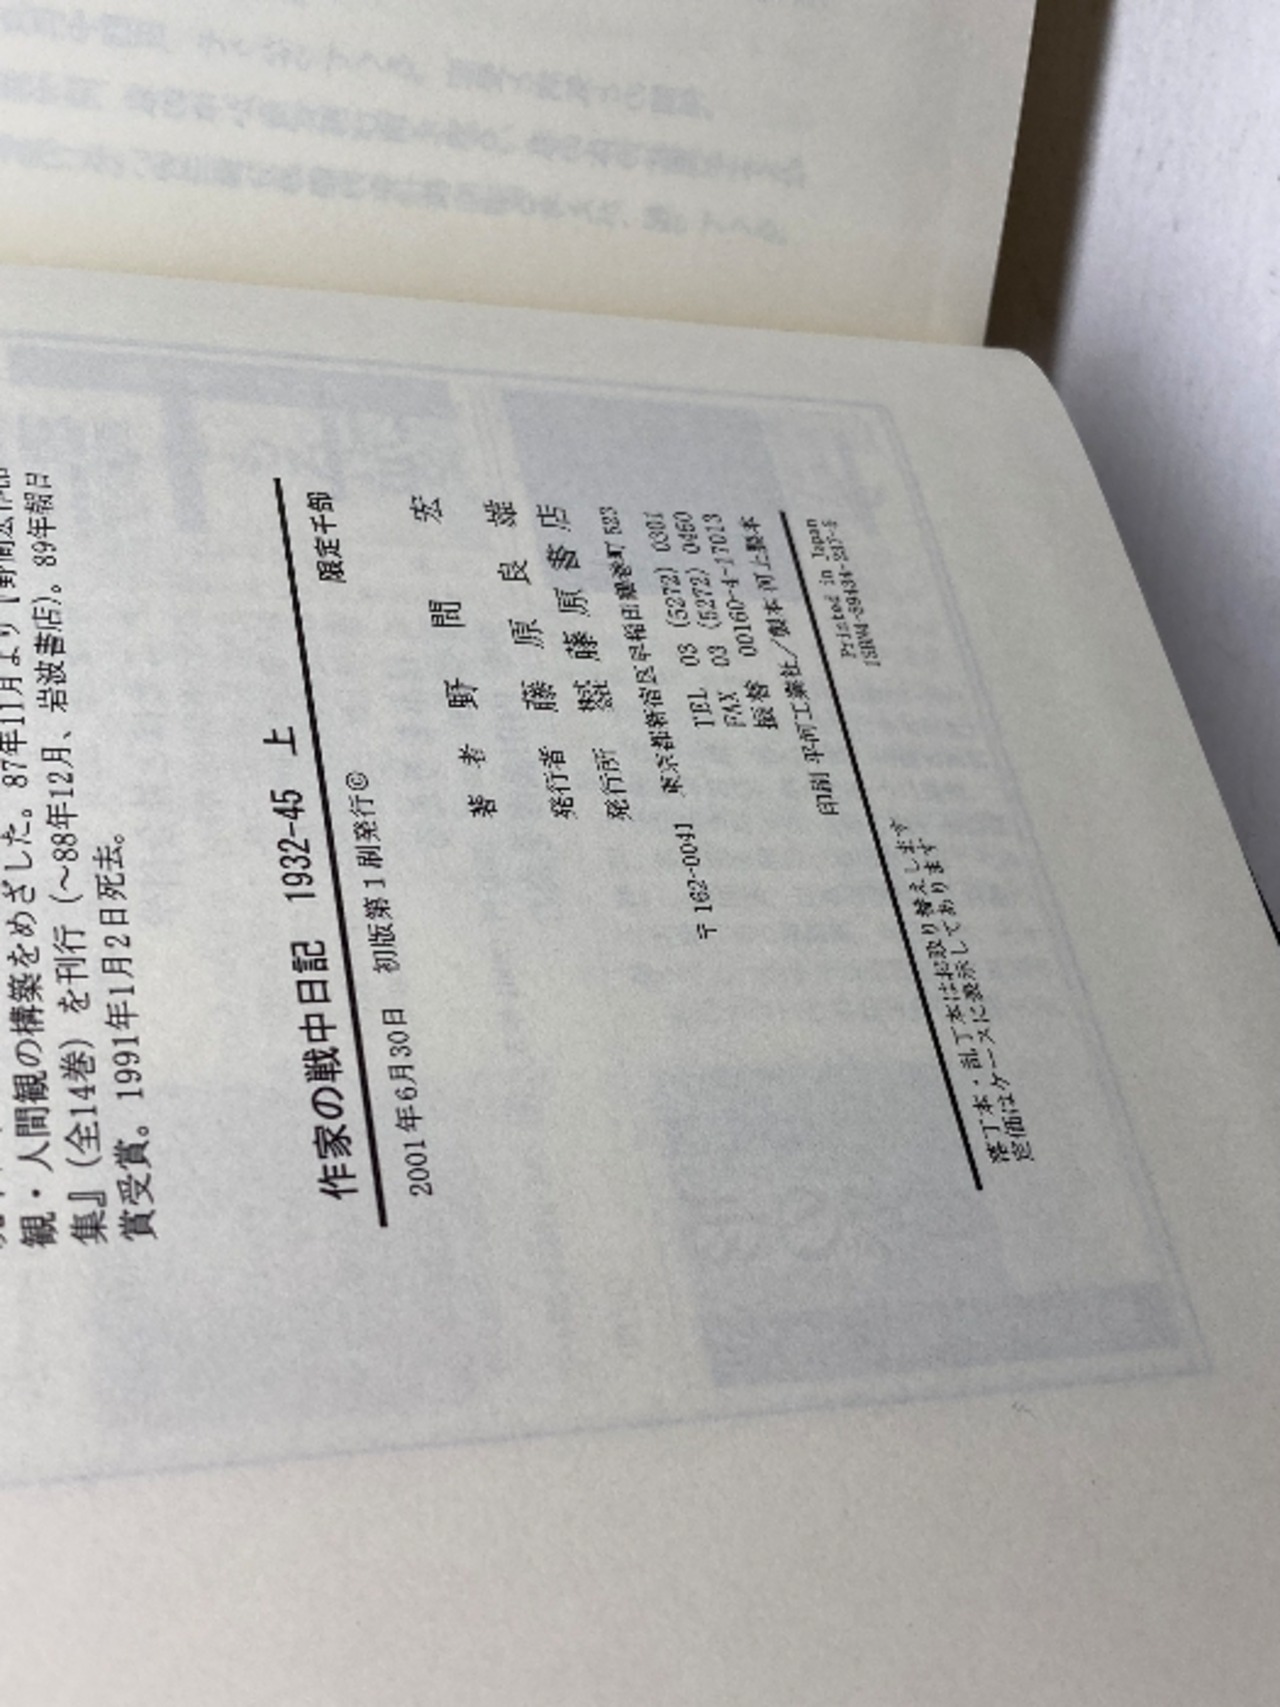 観・人間観の構築をめざした。87年11月より『野間宏作品
集』(全14巻)を刊行(〜88年12月、岩波書店)。89年朝日
賞受賞。1991年1月2日死去。
作家の戦中日記 1932-45 上
限定千部
2001年6月30日 初版第1刷発行©
著者 野間宏
発行者 藤原良雄
発行所 株式会社 藤原書店
〒162-0041 東京都新宿区早稲田鶴巻町523
TEL 03 (5272) 0301
FAX 03 (5272) 0450
振替 00160-4-17013
印刷 平河工業社/製本 河上製本
落丁本・乱丁本はお取り替えします
定価はケースに表示してあります
Printed in Japan
ISBN4-89434-237-5